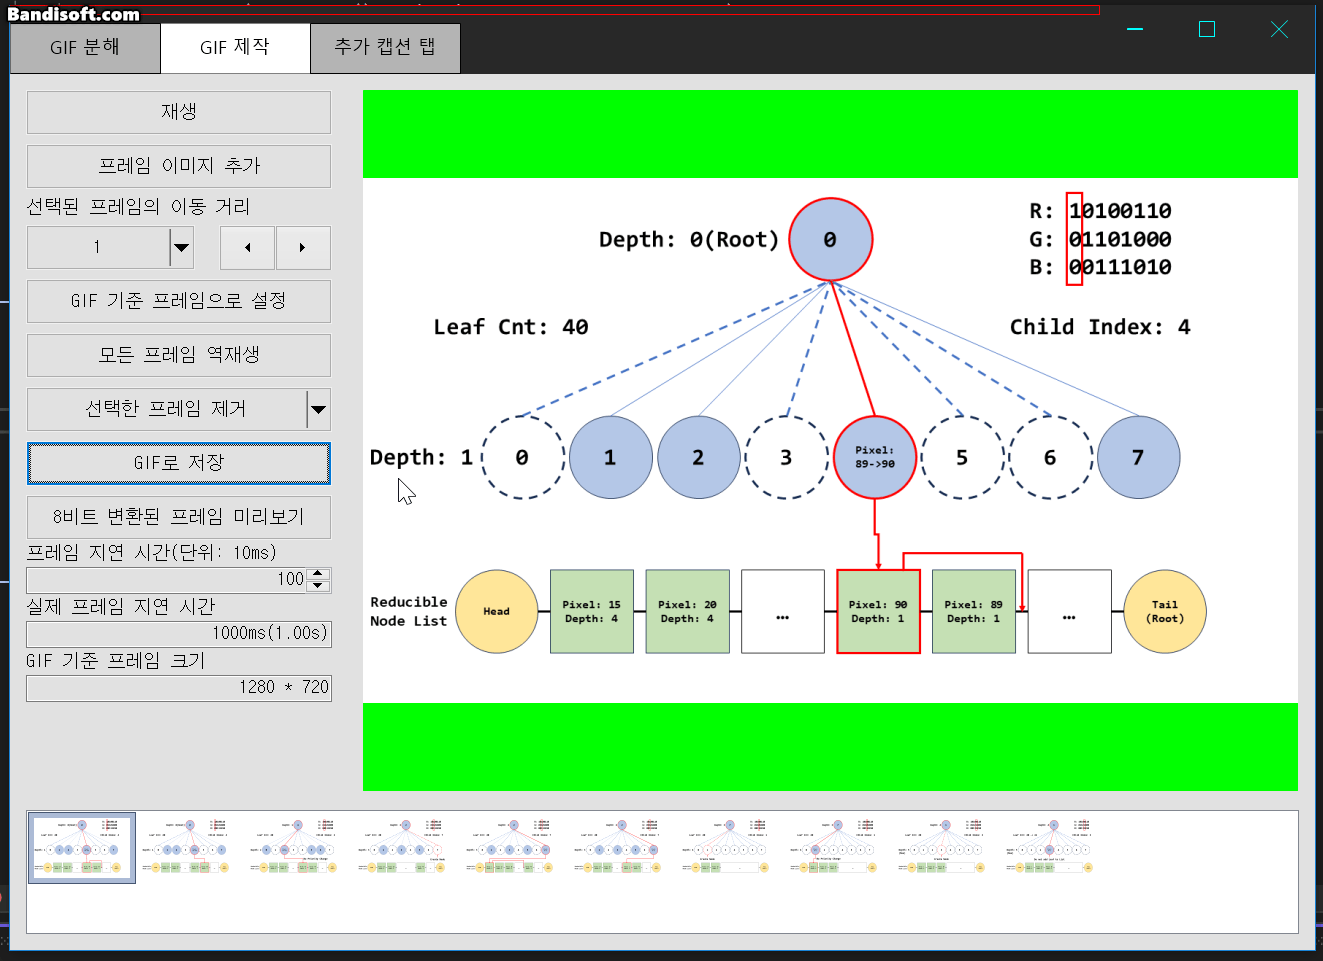 Bandisoft.com
GIF 분해
GIF 제작
추가 캡션 탭
재생
프레임 이미지 추가
선택된 프레임의 이동 거리
1
GIF 기준 프레임으로 설정
모든 프레임 역재생
선택한 프레임 제거
GIF로 저장
8비트 변환된 프레임 미리보기
프레임 지연 시간(단위: 10ms)
100
실제 프레임 지연 시간
1000ms(1.00s)
GIF 기준 프레임 크기
1280 * 720
Depth: 0(Root)
0
R: 10100110
G: 01101000
B: 00111010
Leaf Cnt: 40
Child Index: 4
Depth: 1
0
1
2
3
Pixel:
89->90
5
6
7
Reducible
Node List
Head
Pixel: 15
Depth: 4
Pixel: 20
Depth: 4
...
Pixel: 90
Depth: 1
Pixel: 89
Depth: 1
...
Tail
(Root)